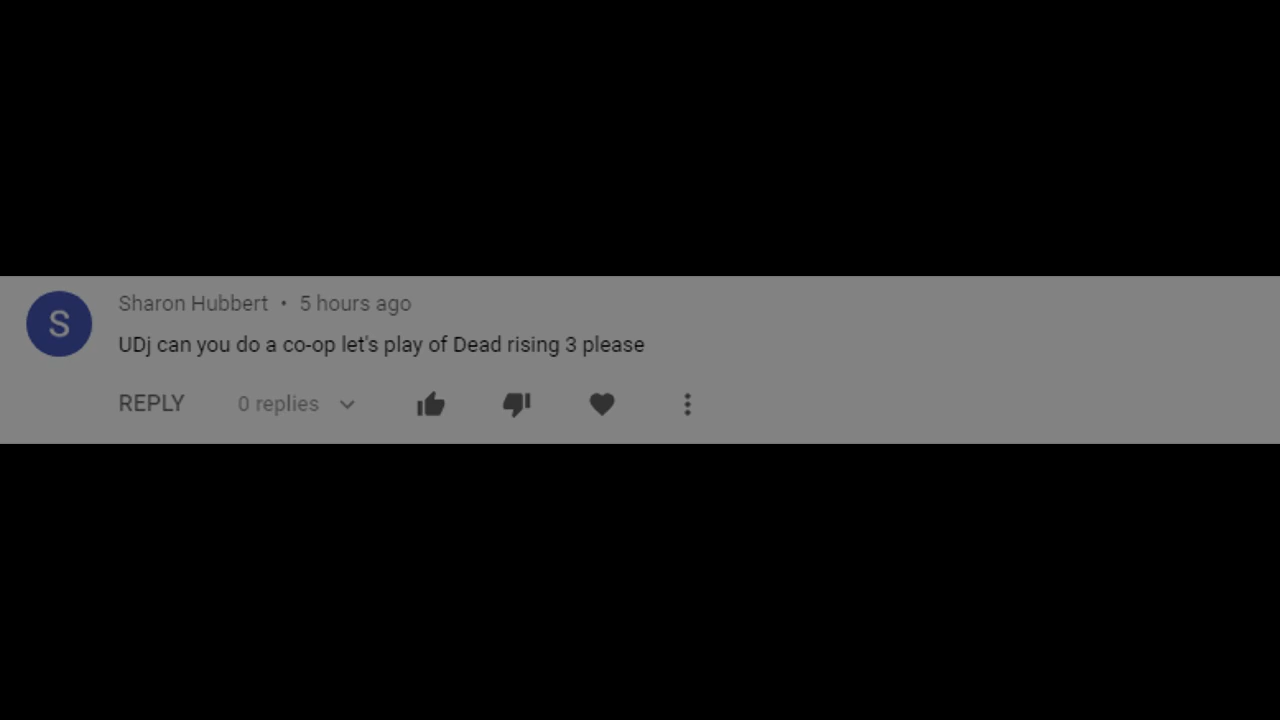 S
Sharon Hubbert • 5 hours ago
UDj can you do a co-op let's play of Dead rising 3 please
REPLY 0 replies